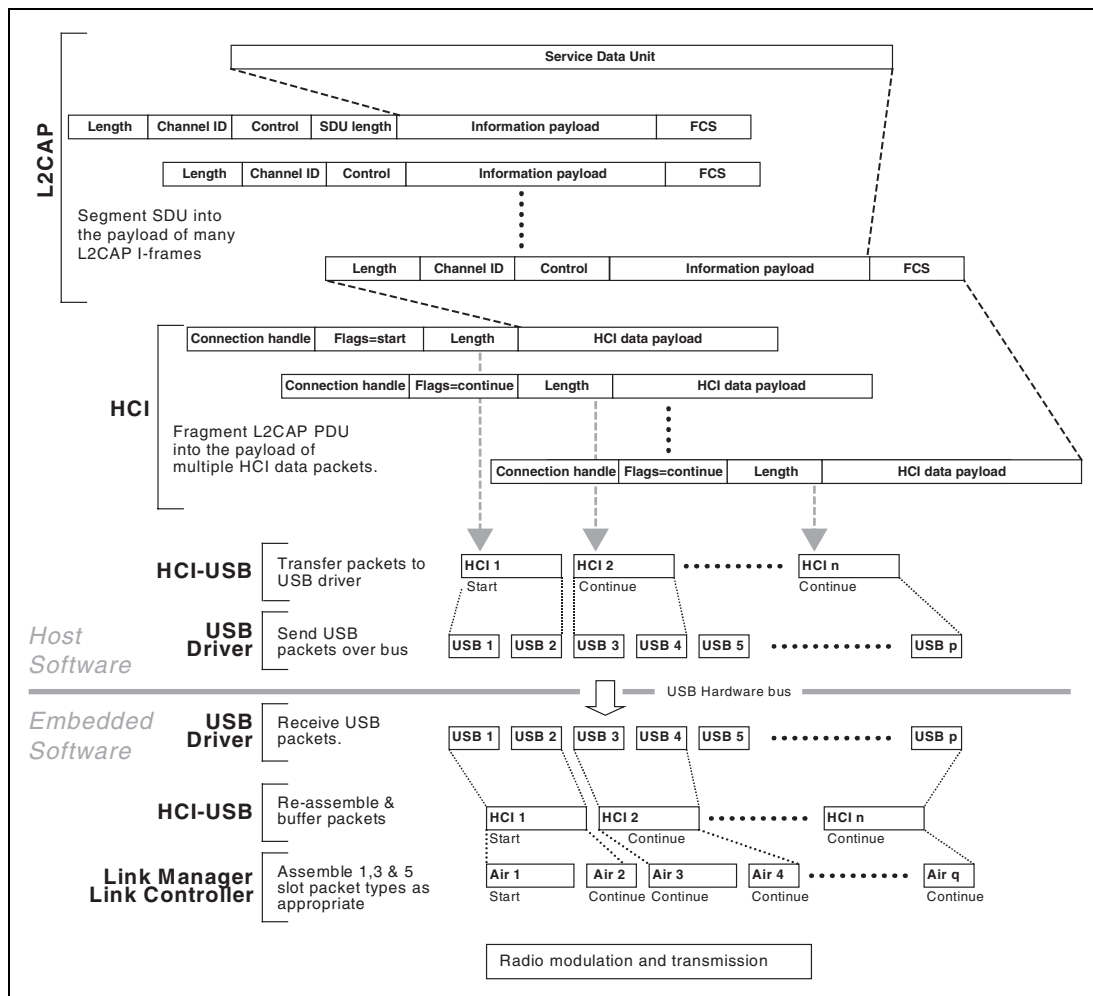 L2CAP
Service Data Unit
Length Channel ID Control SDU length Information payload FCS
Length Channel ID Control Information payload FCS
Segment SDU into
the payload of many
L2CAP I-frames
Length Channel ID Control Information payload FCS
HCI
Connection handle Flags=start Length HCI data payload
Connection handle Flags=continue Length HCI data payload
Fragment L2CAP PDU
into the payload of
multiple HCI data packets.
Connection handle Flags=continue Length HCI data payload
HCI-USB
Transfer packets to
USB driver
HCI 1 HCI 2 HCI n
Start Continue Continue
Host
Software
USB
Driver
Send USB
packets over bus
USB 1 USB 2 USB 3 USB 4 USB 5 USB p
USB Hardware bus
Embedded
Software
USB
Driver
Receive USB
packets.
USB 1 USB 2 USB 3 USB 4 USB 5 USB p
HCI-USB
Re-assemble &
buffer packets
HCI 1 HCI 2 HCI n
Start Continue Continue
Link Manager
Link Controller
Assemble 1,3 & 5
slot packet types as
appropriate
Air 1 Air 2 Air 3 Air 4 Air q
Start Continue Continue Continue Continue
Radio modulation and transmission